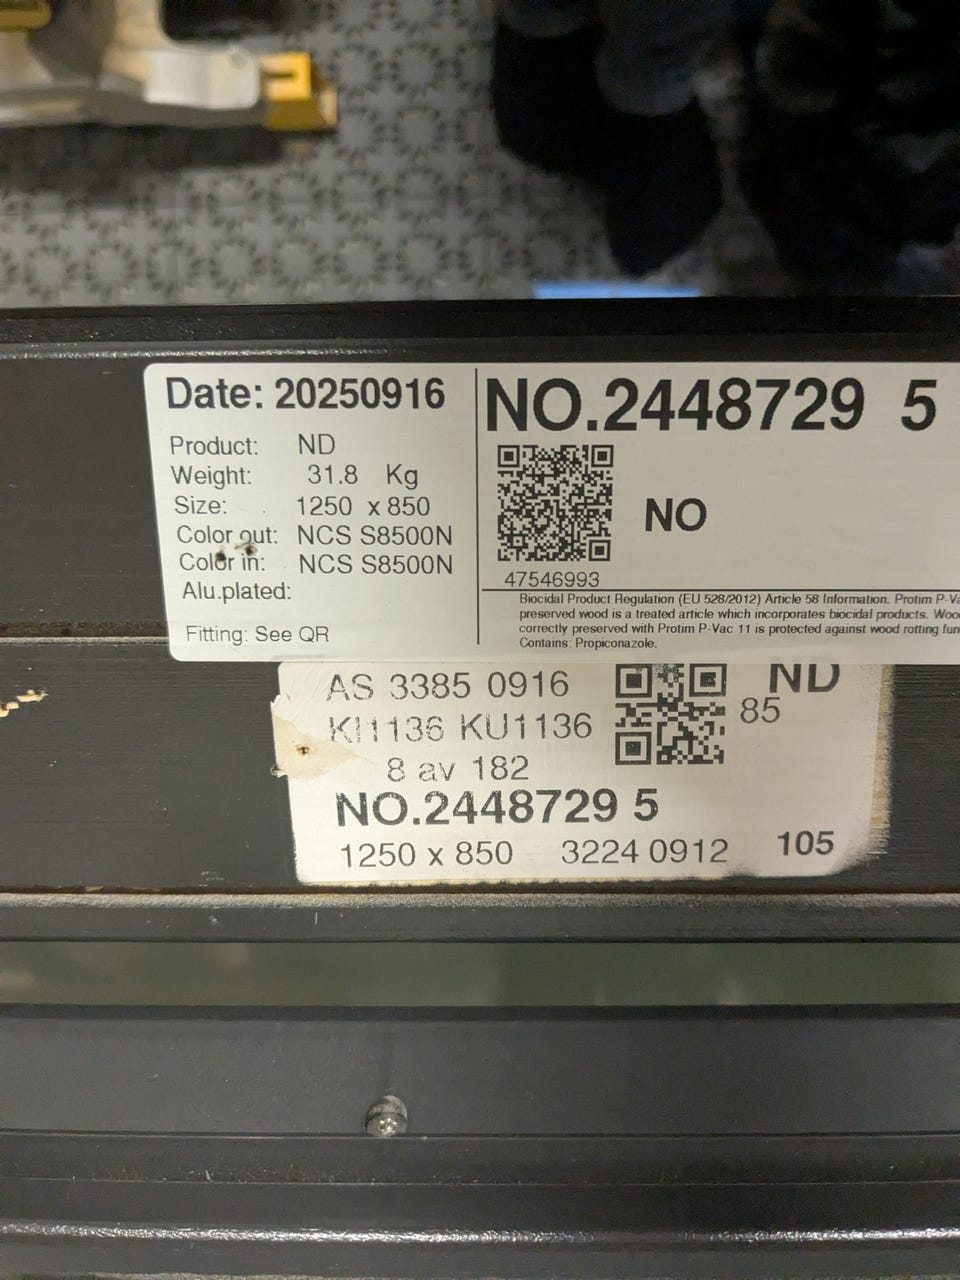 Date: 20250916
Product: ND
Weight: 31.8 Kg
Size: 1250 x 850
Color out: NCS S8500N
Color in: NCS S8500N
Alu.plated:
Fitting: See QR
NO.2448729 5
NO
47546993
Biocidal Product Regulation (EU 528/2012) Article 58 Information. Protim P-Va
preserved wood is a treated article which incorporates biocidal products. Woo
correctly preserved with Protim P-Vac 11 is protected against wood rotting fun
Contains: Propiconazole.
AS 3385 0916
ND
KI1136 KU1136
85
8 av 182
NO.2448729 5
1250 x 850 3224 0912 105